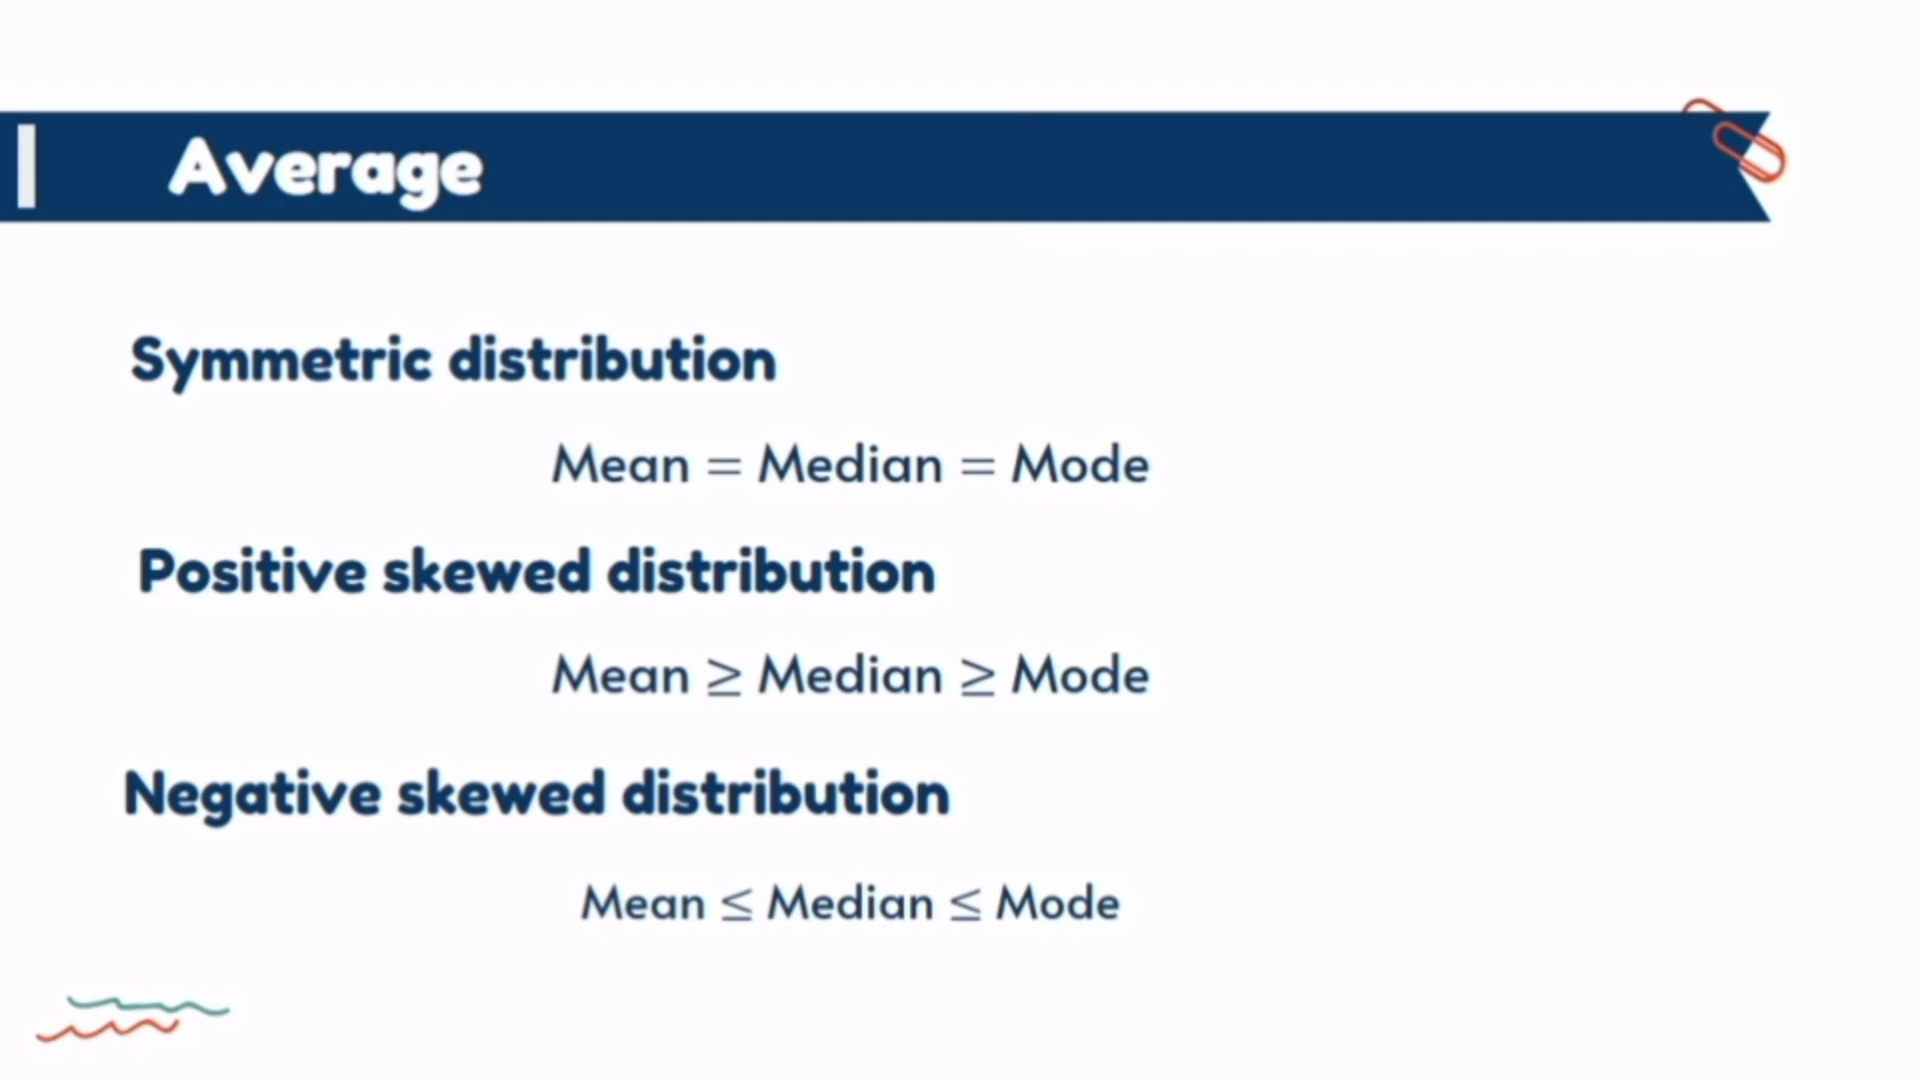 Average
Symmetric distribution
Mean = Median = Mode
Positive skewed distribution
Mean ≥ Median ≥ Mode
Negative skewed distribution
Mean ≤ Median ≤ Mode